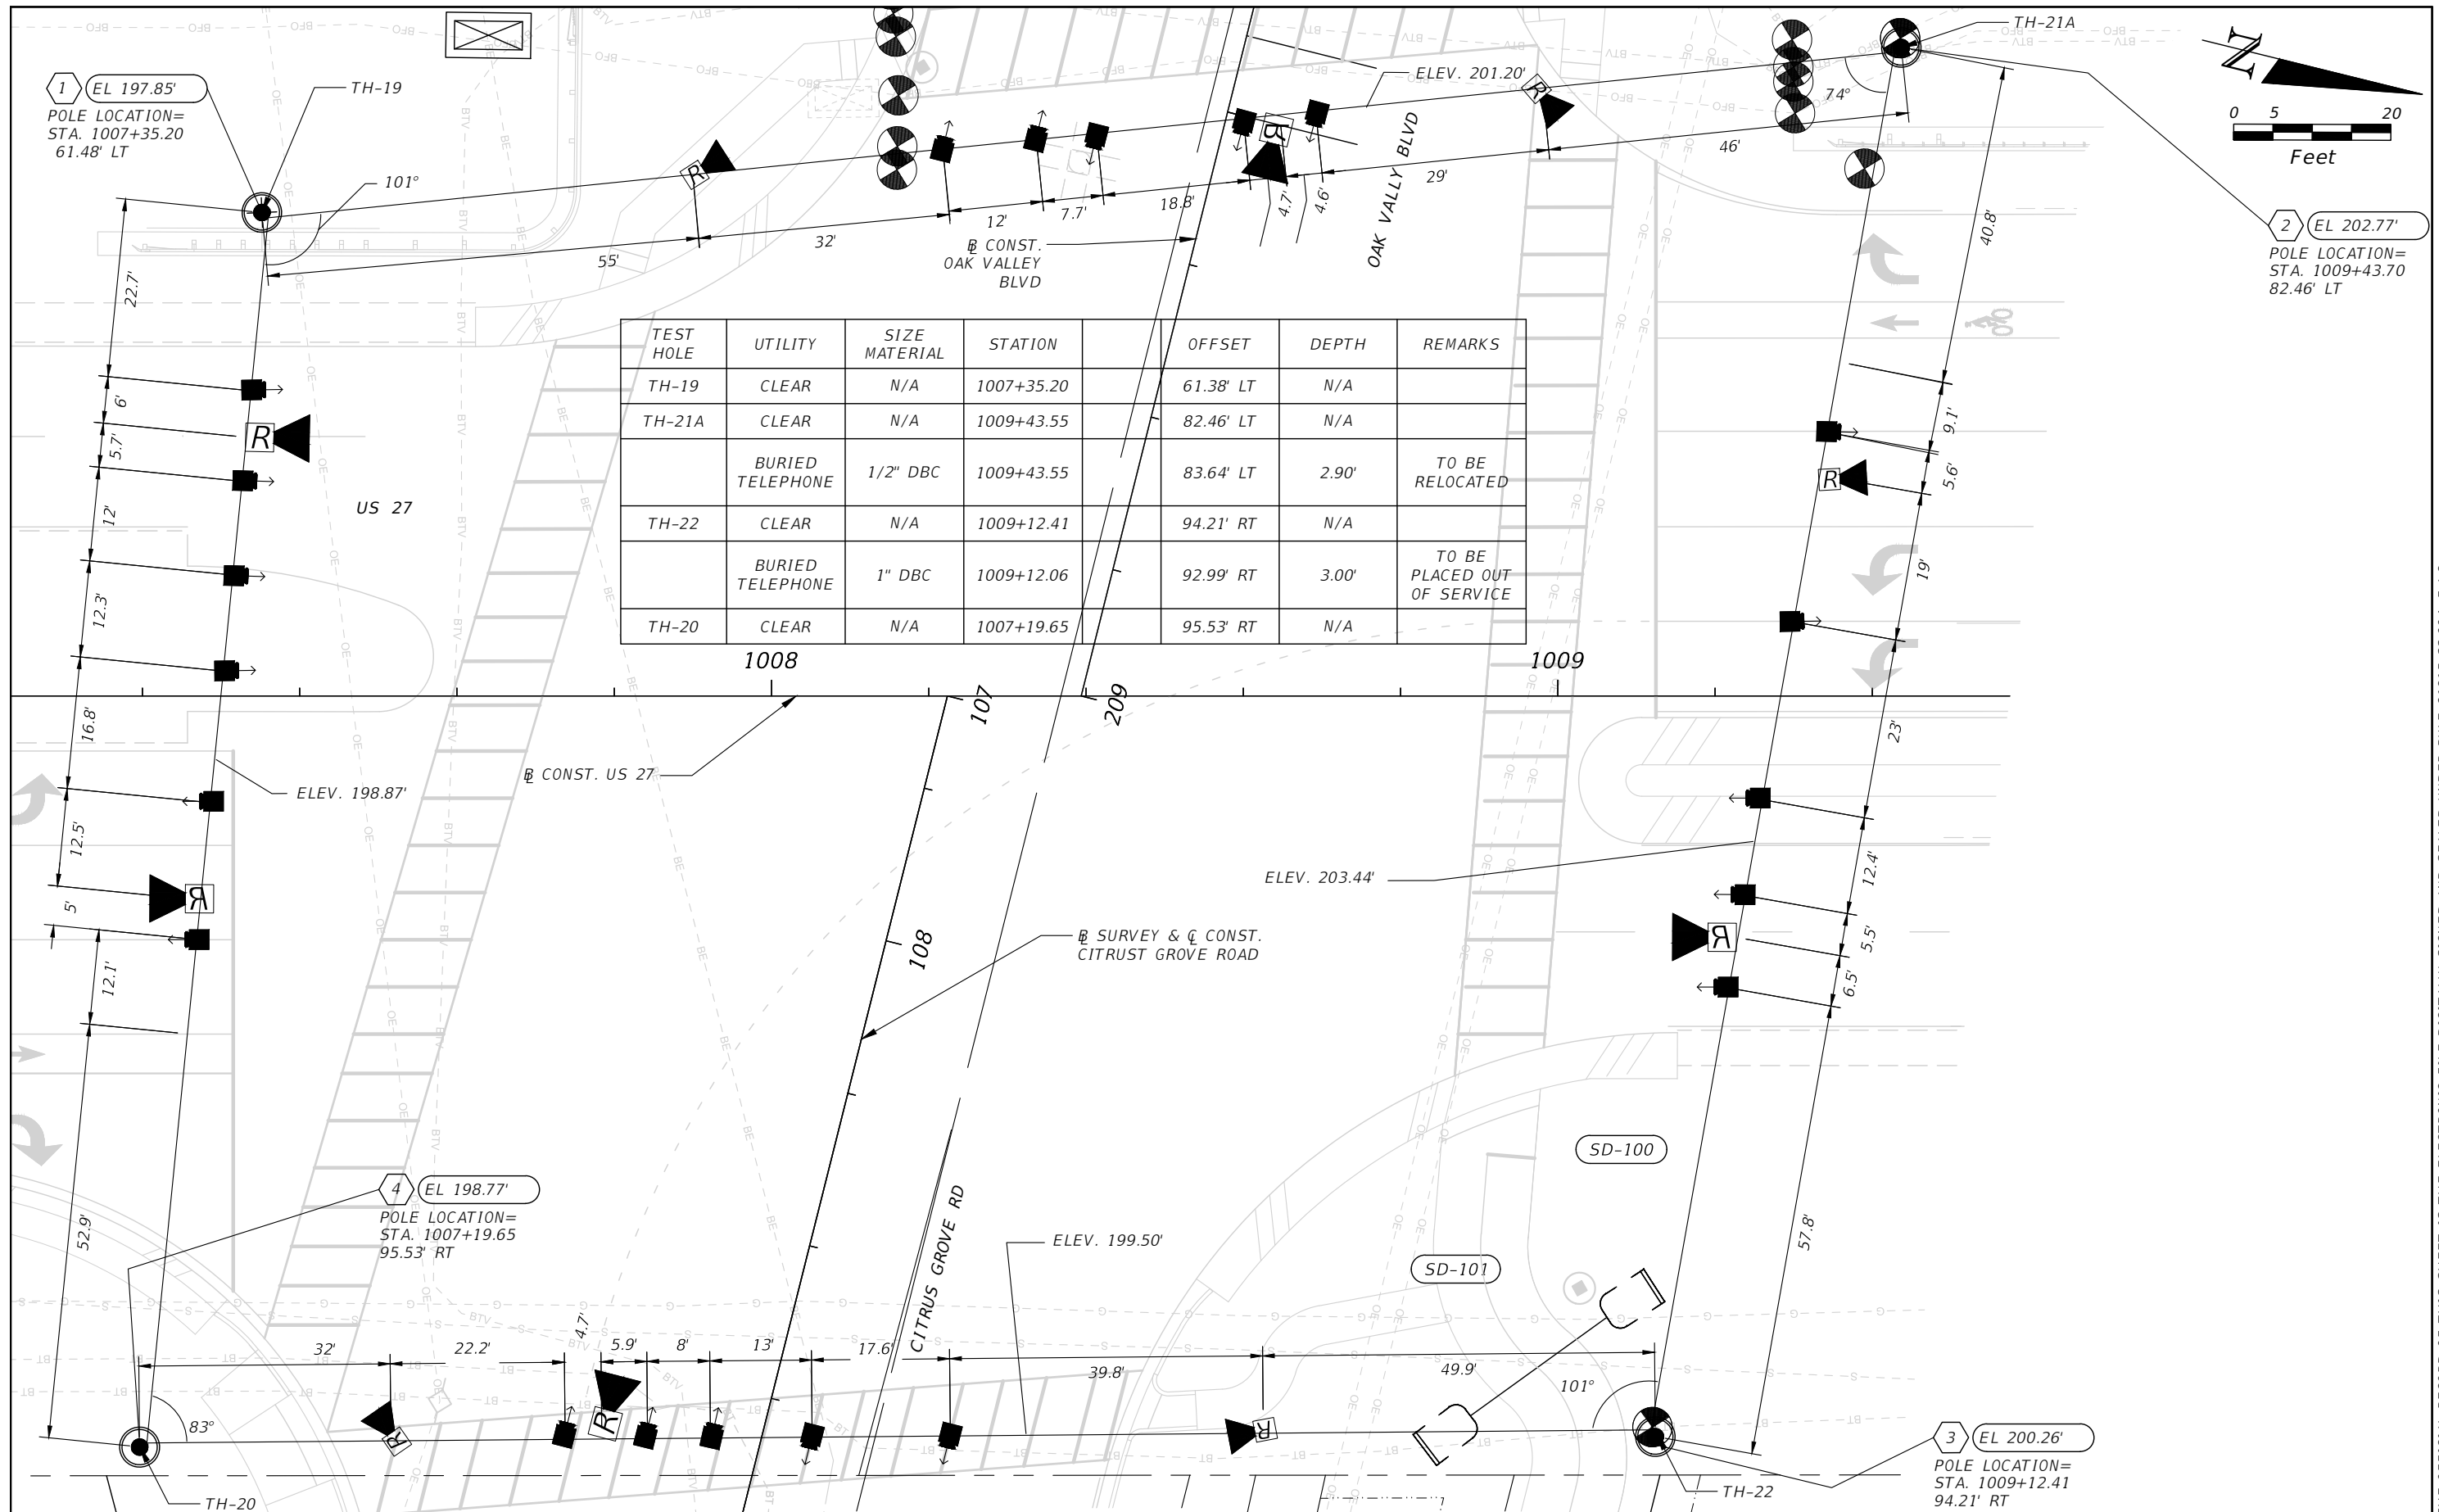 TH-21A
ELEV. 201.20'
1
EL 197.85'
POLE LOCATION=
STA. 1007+35.20
61.48' LT
TH-19
101°
74°
0 5 20
Feet
N
2
EL 202.77'
POLE LOCATION=
STA. 1009+43.70
82.46' LT
OAK VALLY BLVD
R
R
R
55'
32'
12'
7.7'
18.8'
4.7'
4.6'
29'
46'
40.8'
B CONST.
OAK VALLEY
BLVD
22.7'
6'
5.7'
12'
12.3'
16.8'
12.5'
5'
12.1'
52.9'
R
R
US 27
TEST HOLE UTILITY SIZE MATERIAL STATION OFFSET DEPTH REMARKS
TH-19 CLEAR N/A 1007+35.20 61.38' LT N/A
TH-21A CLEAR N/A 1009+43.55 82.46' LT N/A
BURIED TELEPHONE 1/2" DBC 1009+43.55 83.64' LT 2.90' TO BE RELOCATED
TH-22 CLEAR N/A 1009+12.41 94.21' RT N/A
BURIED TELEPHONE 1" DBC 1009+12.06 92.99' RT 3.00' TO BE PLACED OUT OF SERVICE
TH-20 CLEAR N/A 1007+19.65 95.53' RT N/A
9.1'
5.6'
19'
23'
12.4'
5.5'
6.5'
57.8'
R
R
1008
1009
107
209
108
B CONST. US 27
ELEV. 198.87'
ELEV. 203.44'
B SURVEY & C CONST.
CITRUST GROVE ROAD
SD-100
SD-101
4
EL 198.77'
POLE LOCATION=
STA. 1007+19.65
95.53' RT
ELEV. 199.50'
CITRUS GROVE RD
32'
22.2'
4.7'
5.9'
8'
13'
17.6'
39.8'
49.9'
101°
83°
R
R
R
TH-20
TH-22
3
EL 200.26'
POLE LOCATION=
STA. 1009+12.41
94.21' RT
BFO
BTV
OE
BE
BT
G
S